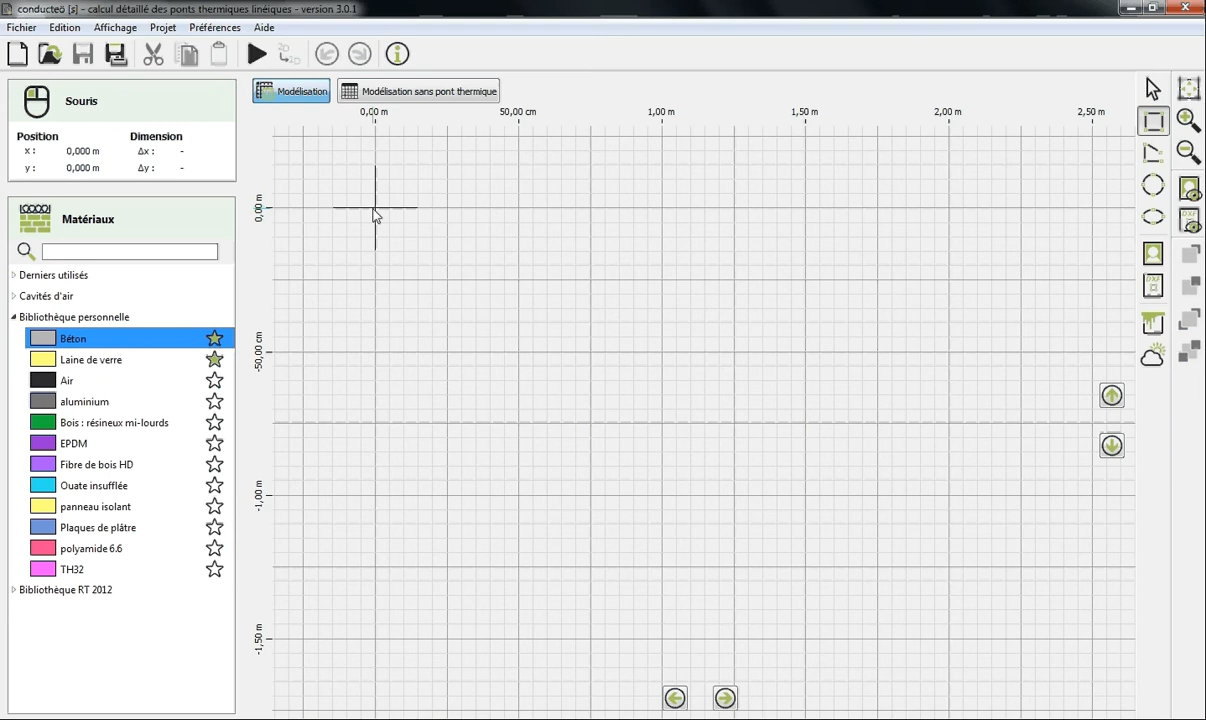 conducteö [s] - calcul détaillé des ponts thermiques linéiques - version 3.0.1
Fichier Edition Affichage Projet Préférences Aide
Souris
Position Dimension
x : 0,000 m Δx : -
y : 0,000 m Δy : -
Matériaux
Derniers utilisés
Cavités d'air
Bibliothèque personnelle
Béton
Laine de verre
Air
aluminium
Bois : résineux mi-lourds
EPDM
Fibre de bois HD
Ouate insufflée
panneau isolant
Plaques de plâtre
polyamide 6.6
TH32
Bibliothèque RT 2012
Modélisation Modélisation sans pont thermique
0,00 m 50,00 cm 1,00 m 1,50 m 2,00 m 2,50 m
0,00 m
-50,00 cm
-1,00 m
-1,50 m
DXF
DXF